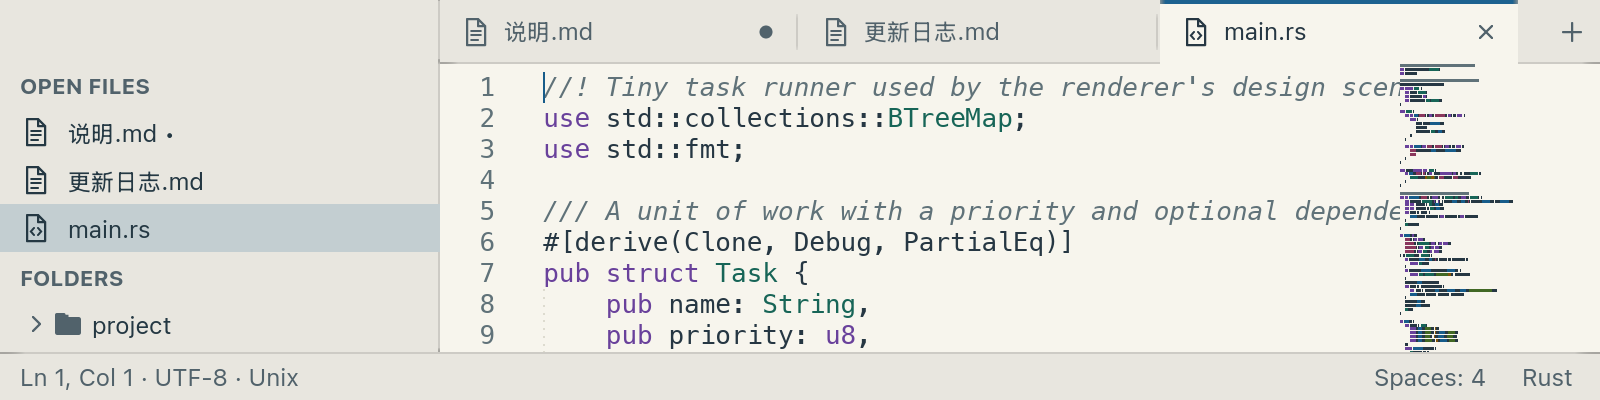 说明.md
更新日志.md
main.rs
OPEN FILES
说明.md •
更新日志.md
main.rs
FOLDERS
project
1 //! Tiny task runner used by the renderer's design scen
2 use std::collections::BTreeMap;
3 use std::fmt;
4
5 /// A unit of work with a priority and optional depende
6 #[derive(Clone, Debug, PartialEq)]
7 pub struct Task {
8 pub name: String,
9 pub priority: u8,
Ln 1, Col 1 · UTF-8 · Unix
Spaces: 4
Rust